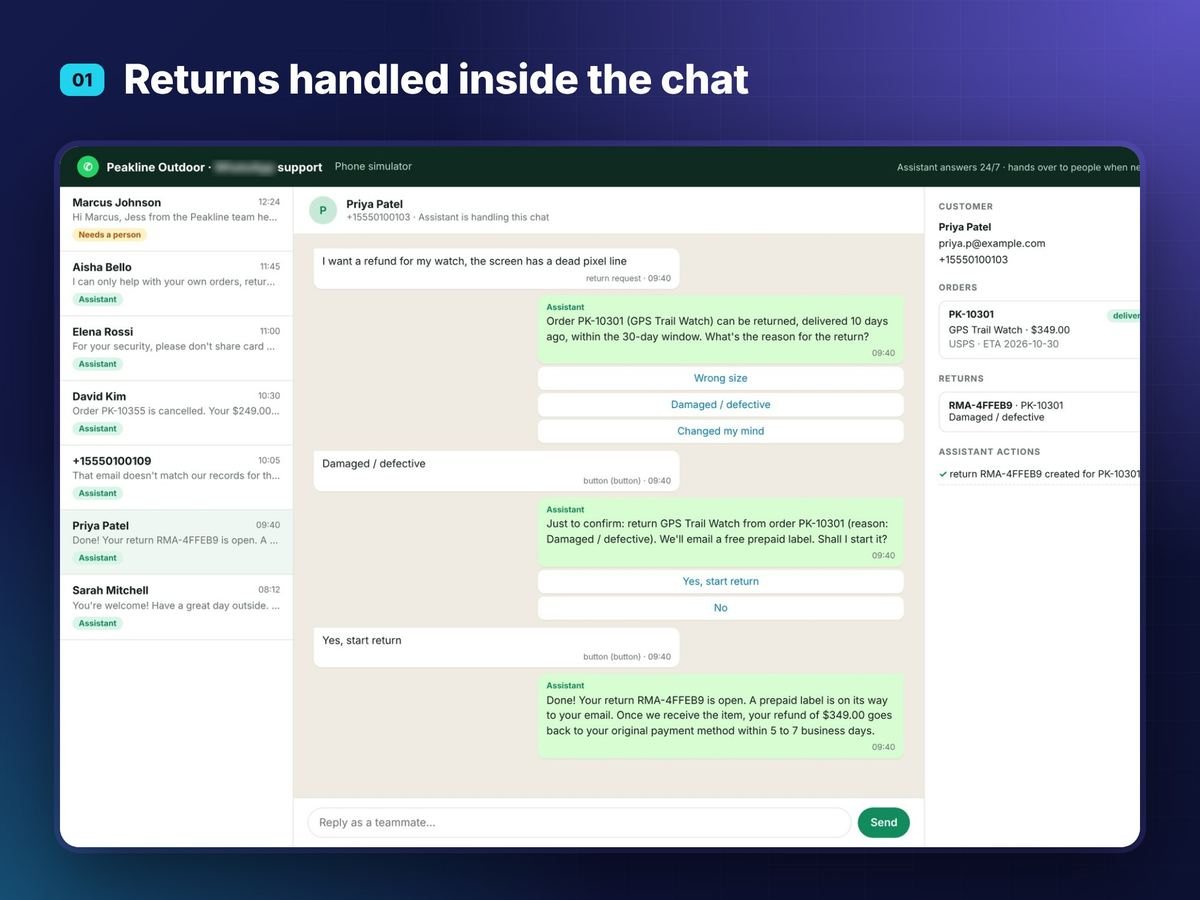 01 Returns handled inside the chat
Peakline Outdoor · support Phone simulator
Assistant answers 24/7 · hands over to people when
Marcus Johnson 12:24
Hi Marcus, Jess from the Peakline team he...
Needs a person
Aisha Bello 11:45
I can only help with your own orders, retur...
Assistant
Elena Rossi 11:00
For your security, please don't share card ...
Assistant
David Kim 10:30
Order PK-10355 is cancelled. Your $249.00...
Assistant
+15550100109 10:05
That email doesn't match our records for th...
Assistant
Priya Patel 09:40
Done! Your return RMA-4FFEB9 is open. A ...
Assistant
Sarah Mitchell 08:12
You're welcome! Have a great day outside. ...
Assistant
P
Priya Patel
+15550100103 · Assistant is handling this chat
I want a refund for my watch, the screen has a dead pixel line
return request · 09:40
Assistant
Order PK-10301 (GPS Trail Watch) can be returned, delivered 10 days
ago, within the 30-day window. What's the reason for the return?
09:40
Wrong size
Damaged / defective
Changed my mind
Damaged / defective
button (button) · 09:40
Assistant
Just to confirm: return GPS Trail Watch from order PK-10301 (reason:
Damaged / defective). We'll email a free prepaid label. Shall I start it?
09:40
Yes, start return
No
Yes, start return
button (button) · 09:40
Assistant
Done! Your return RMA-4FFEB9 is open. A prepaid label is on its way
to your email. Once we receive the item, your refund of $349.00 goes
back to your original payment method within 5 to 7 business days.
09:40
Reply as a teammate...
Send
CUSTOMER
Priya Patel
priya.p@example.com
+15550100103
ORDERS
PK-10301 deliver
GPS Trail Watch · $349.00
USPS · ETA 2026-10-30
RETURNS
RMA-4FFEB9 · PK-10301
Damaged / defective
ASSISTANT ACTIONS
✓ return RMA-4FFEB9 created for PK-10301